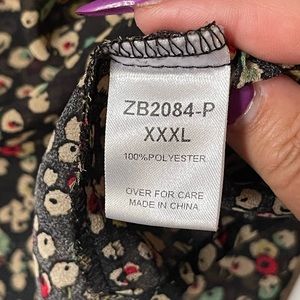 ZB2084-P
XXXL
100%POLYESTER
OVER FOR CARE
MADE IN CHINA